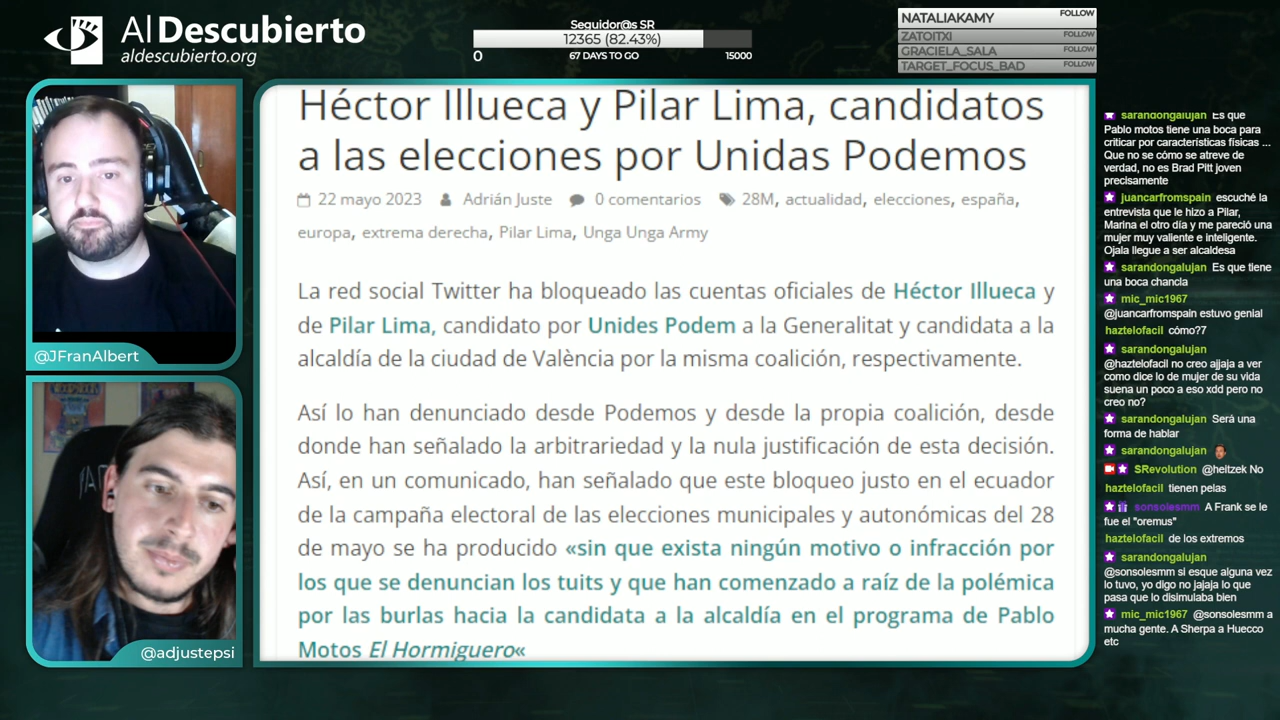 Al Descubierto
aldescubierto.org
Seguidor@s SR
12365 (82.43%)
0
67 DAYS TO GO
15000
NATALIAKAMY FOLLOW
ZATOITXI FOLLOW
GRACIELA_SALA FOLLOW
TARGET_FOCUS_BAD FOLLOW
@JFranAlbert
@adjustepsi
Héctor Illueca y Pilar Lima, candidatos
a las elecciones por Unidas Podemos
22 mayo 2023 Adrián Juste 0 comentarios 28M, actualidad, elecciones, españa,
europa, extrema derecha, Pilar Lima, Unga Unga Army
La red social Twitter ha bloqueado las cuentas oficiales de Héctor Illueca y
de Pilar Lima, candidato por Unides Podem a la Generalitat y candidata a la
alcaldía de la ciudad de València por la misma coalición, respectivamente.
Así lo han denunciado desde Podemos y desde la propia coalición, desde
donde han señalado la arbitrariedad y la nula justificación de esta decisión.
Así, en un comunicado, han señalado que este bloqueo justo en el ecuador
de la campaña electoral de las elecciones municipales y autonómicas del 28
de mayo se ha producido «sin que exista ningún motivo o infracción por
los que se denuncian los tuits y que han comenzado a raíz de la polémica
por las burlas hacia la candidata a la alcaldía en el programa de Pablo
Motos El Hormiguero«
sarandongalujan Es que
Pablo motos tiene una boca para
criticar por características físicas ...
Que no se cómo se atreve de
verdad, no es Brad Pitt joven
precisamente
juancarfromspain escuché la
entrevista que le hizo a Pilar,
Marina el otro día y me pareció una
mujer muy valiente e inteligente.
Ojala llegue a ser alcaldesa
sarandongalujan Es que tiene
una boca chancla
mic_mic1967
@juancarfromspain estuvo genial
haztelofacil cómo??
sarandongalujan
@haztelofacil no creo ajjaja a ver
como dice lo de mujer de su vida
suena un poco a eso xdd pero no
creo no?
sarandongalujan Será una
forma de hablar
sarandongalujan
SRevolution @heitzek No
haztelofacil tienen pelas
sonsolesmm A Frank se le
fue el "oremus"
haztelofacil de los extremos
sarandongalujan
@sonsolesmm si esque alguna vez
lo tuvo, yo digo no jajaja lo que
pasa que lo disimulaba bien
mic_mic1967 @sonsolesmm a
mucha gente. A Sherpa a Huecco
etc